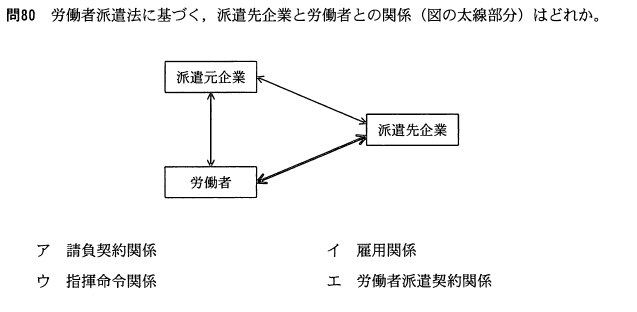 問80　労働者派遣法に基づく，派遣先企業と労働者との関係（図の太線部分）はどれか。
派遣元企業
派遣先企業
労働者
ア　請負契約関係　イ　雇用関係
ウ　指揮命令関係　エ　労働者派遣契約関係